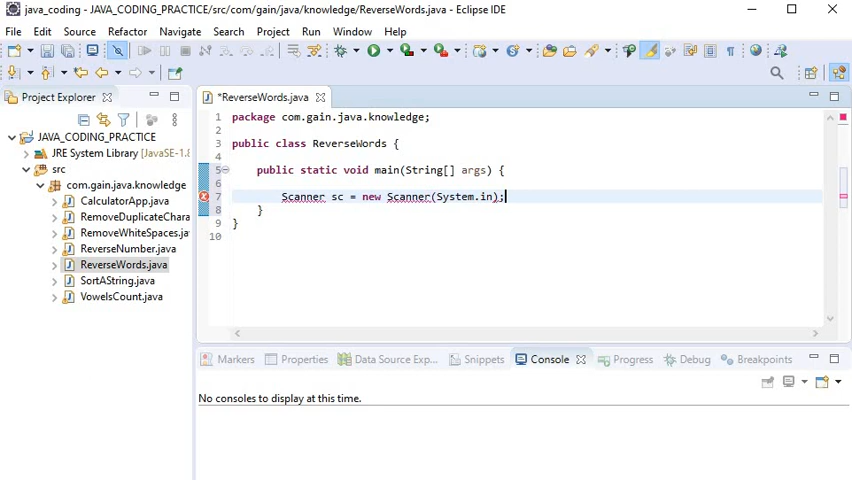 java_coding - JAVA_CODING_PRACTICE/src/com/gain/java/knowledge/ReverseWords.java - Eclipse IDE
File Edit Source Refactor Navigate Search Project Run Window Help
Project Explorer
JAVA_CODING_PRACTICE
JRE System Library [JavaSE-1.8
src
com.gain.java.knowledge
CalculatorApp.java
RemoveDuplicateChara
RemoveWhiteSpaces.jav
ReverseNumber.java
ReverseWords.java
SortAString.java
VowelsCount.java
*ReverseWords.java
1 package com.gain.java.knowledge;
2
3 public class ReverseWords {
4
5 public static void main(String[] args) {
6
7 Scanner sc = new Scanner(System.in);
8 }
9 }
10
Markers Properties Data Source Exp... Snippets Console Progress Debug Breakpoints
No consoles to display at this time.